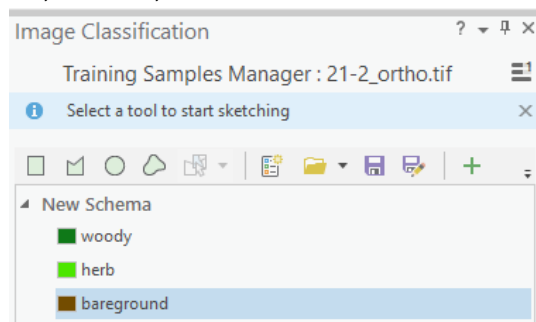 Image Classification
Training Samples Manager : 21-2_ortho.tif
Select a tool to start sketching
New Schema
woody
herb
bareground